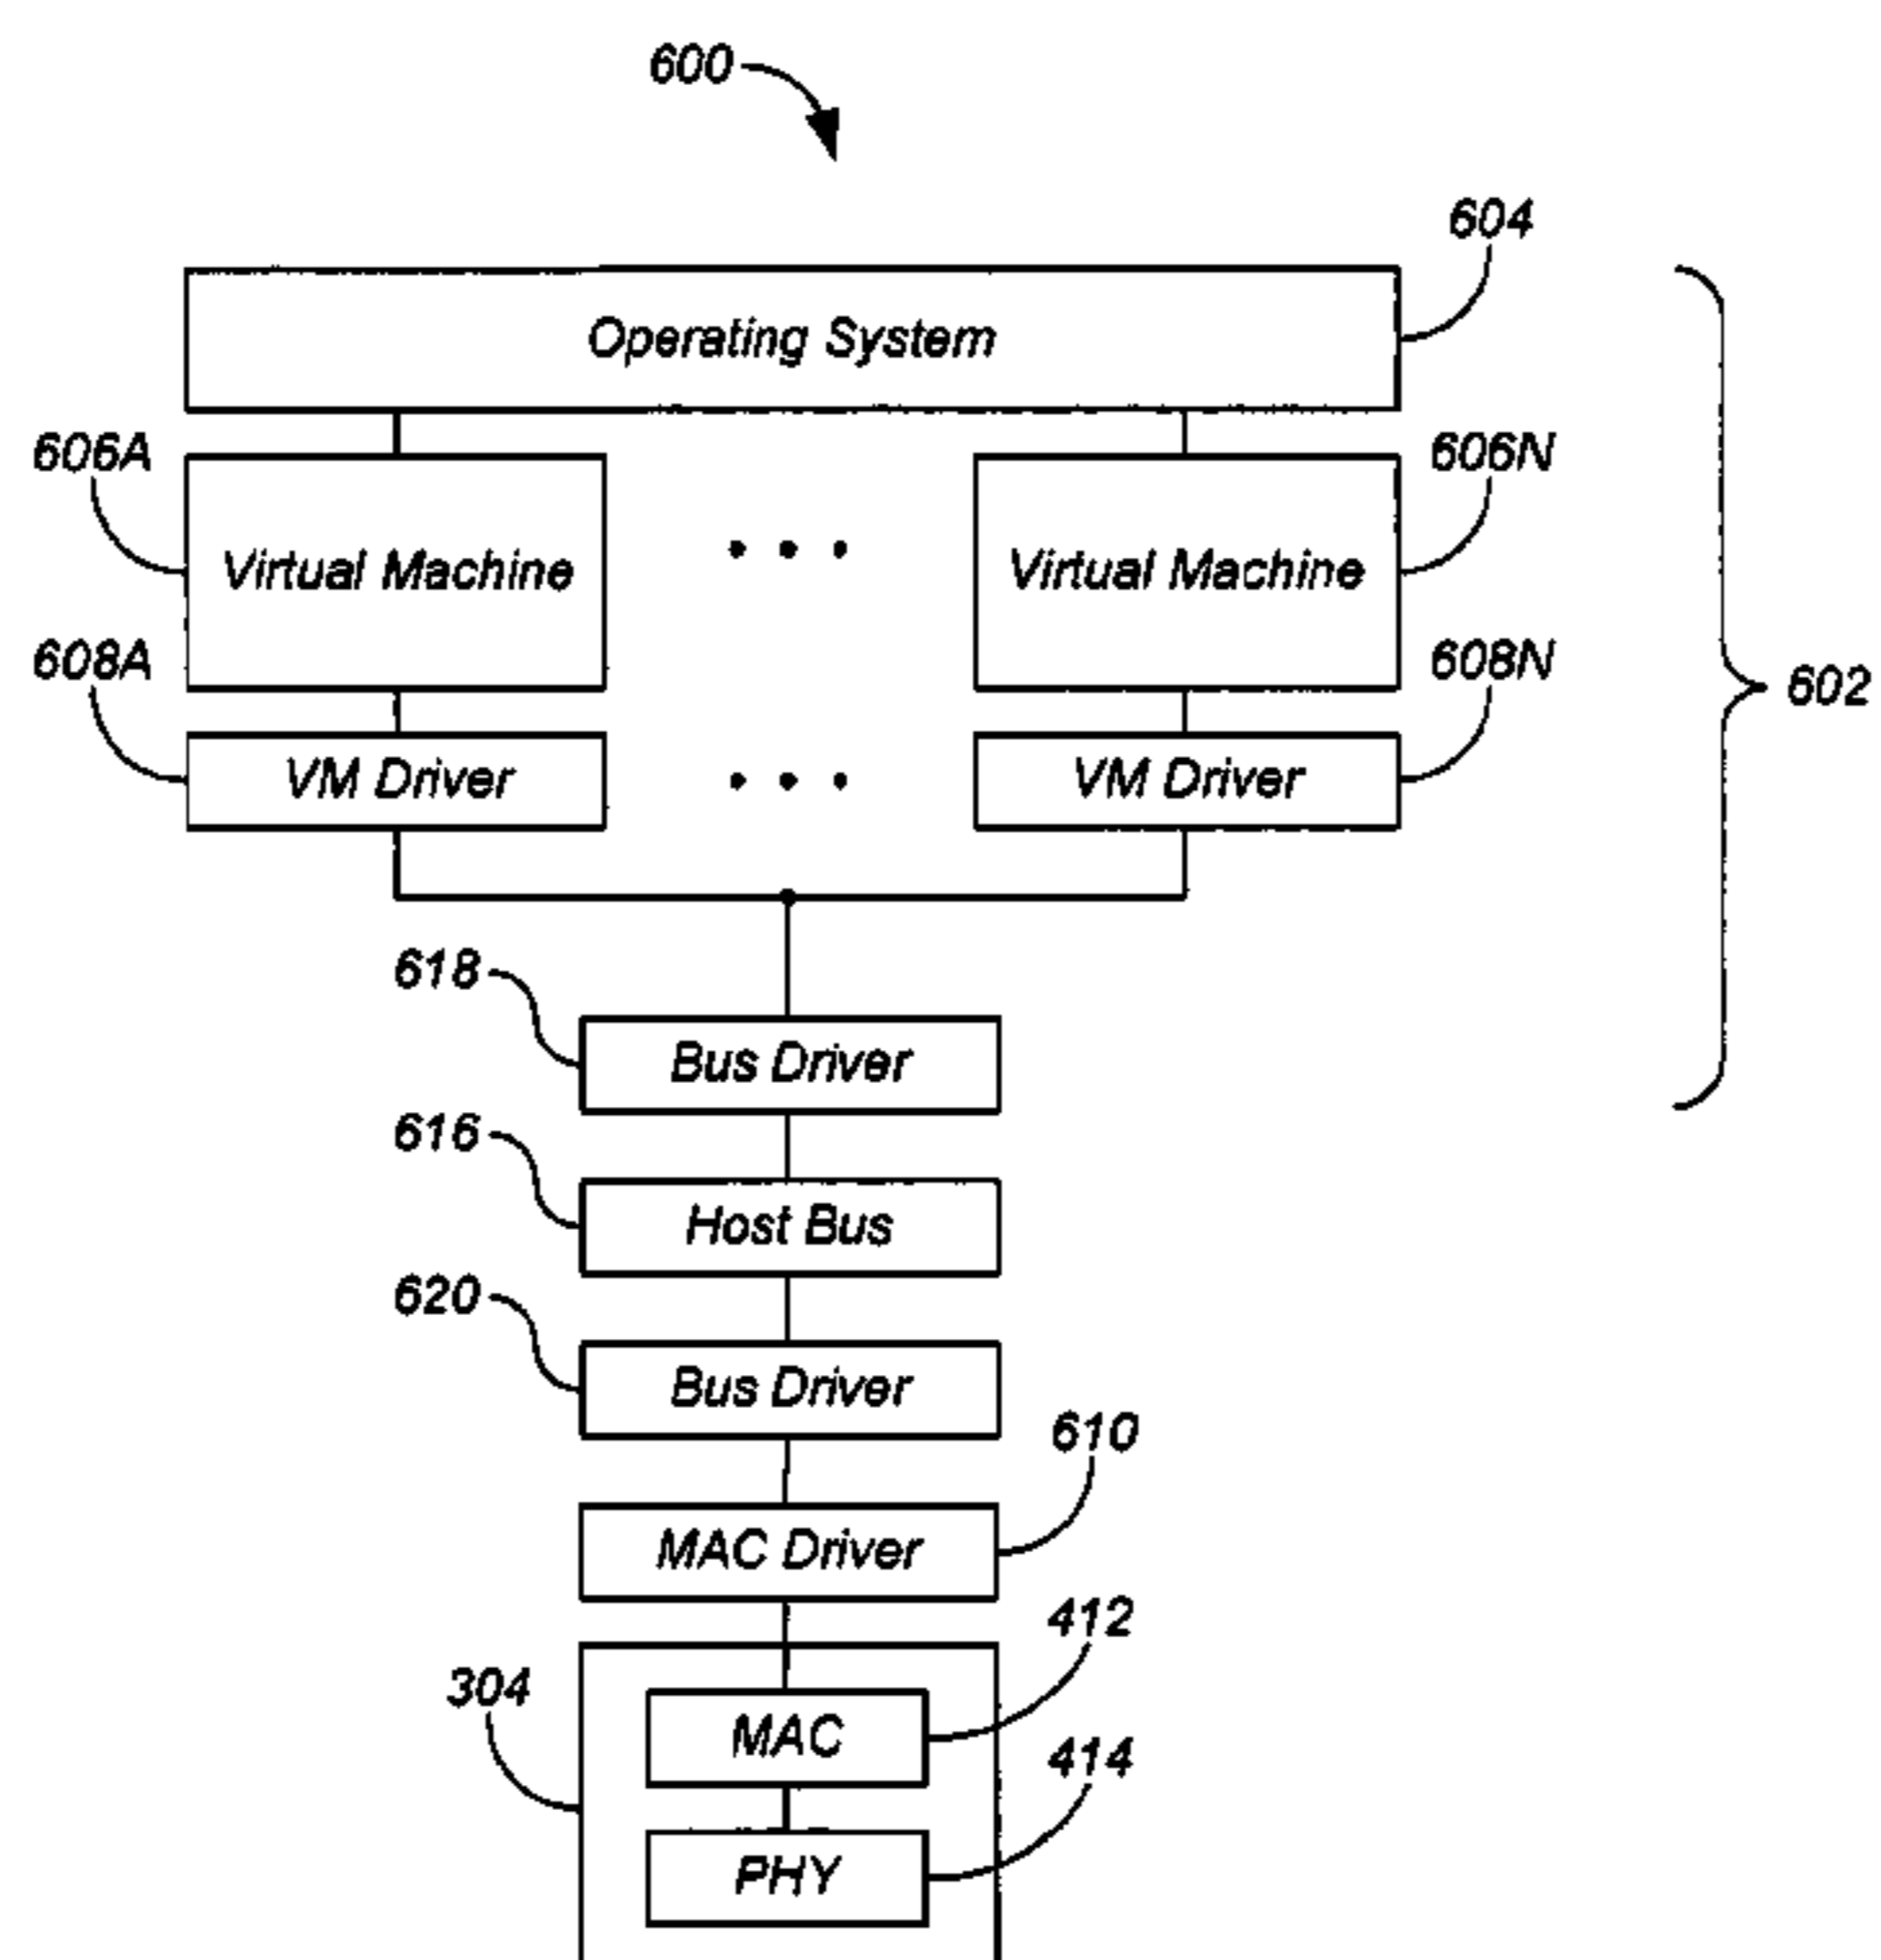 600
604
Operating System
606A
606N
Virtual Machine
Virtual Machine
608A
608N
602
VM Driver
VM Driver
618
Bus Driver
616
Host Bus
620
Bus Driver
610
MAC Driver
412
304
MAC
414
PHY